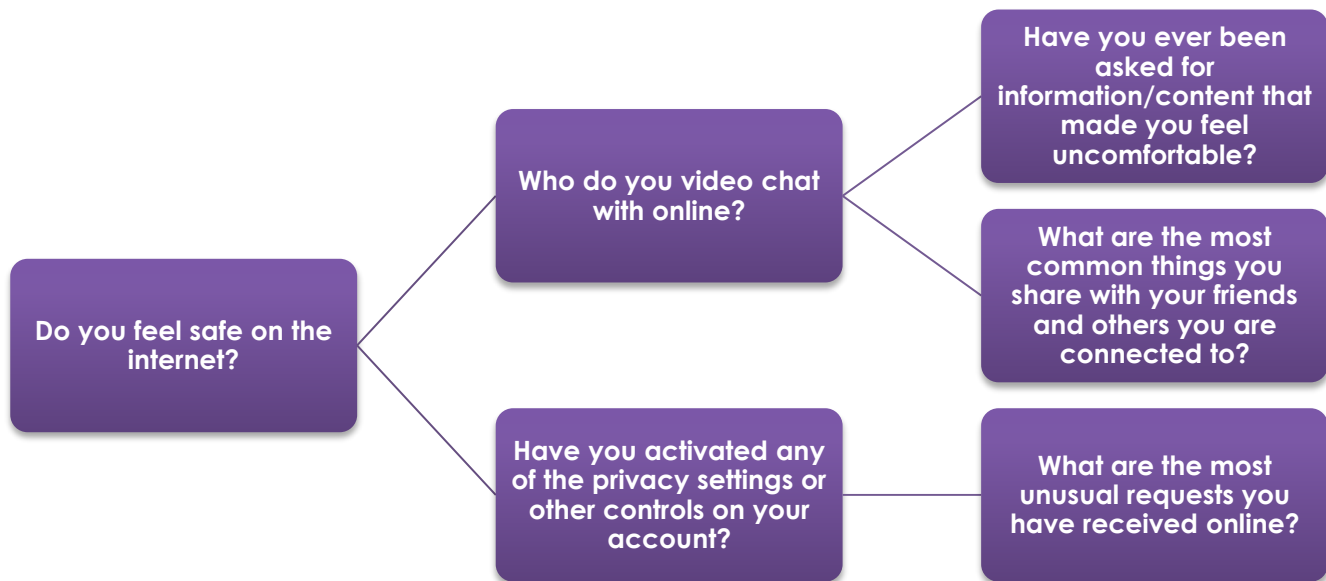 Do you feel safe on the
internet?
Who do you video chat
with online?
Have you activated any
of the privacy settings or
other controls on your
account?
Have you ever been
asked for
information/content that
made you feel
uncomfortable?
What are the most
common things you
share with your friends
and others you are
connected to?
What are the most
unusual requests you
have received online?